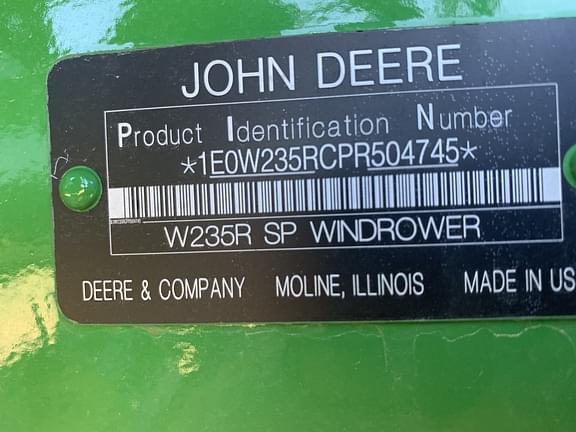 JOHN DEERE
Product Identification Number
*1E0W235RCPR504745*
W235R SP WINDROWER
DEERE & COMPANY MOLINE, ILLINOIS MADE IN US